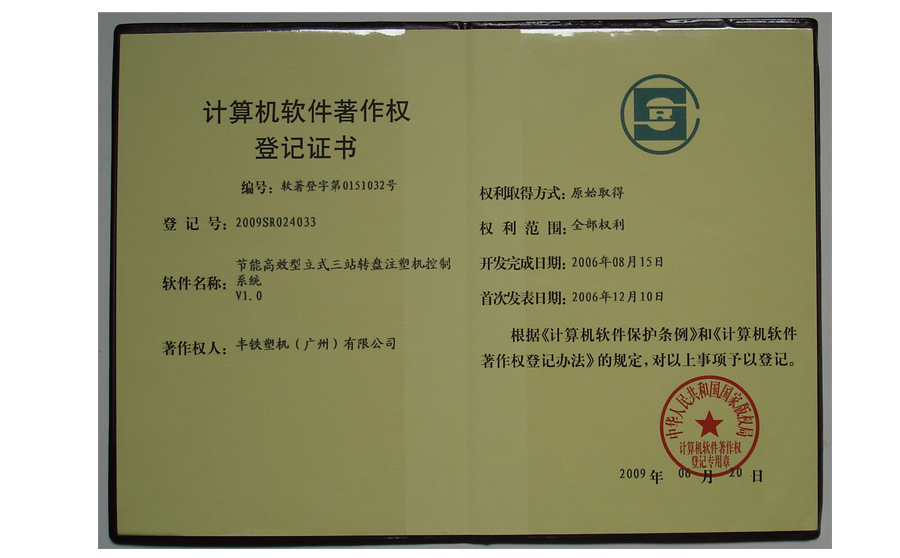 计算机软件著作权
登记证书
编号: 软著登字第0151032号
登 记 号: 2009SR024033
软件名称: 节能高效型立式三站转盘注塑机控制
系统
V1.0
著作权人: 丰铁塑机(广州)有限公司
R
权利取得方式: 原始取得
权 利 范 围: 全部权利
开发完成日期: 2006年08月15日
首次发表日期: 2006年12月10日
根据《计算机软件保护条例》和《计算机软件
著作权登记办法》的规定,对以上事项予以登记。
中华人民共和国国家版权局
计算机软件著作权
登记专用章
2009 年 06 月 20 日